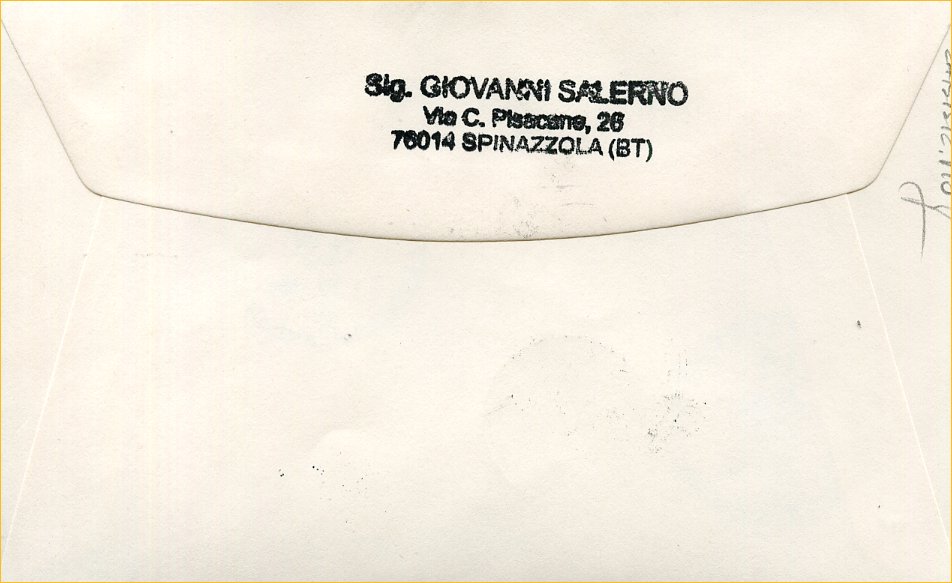 Sig. GIOVANNI SALERNO
Via C. Pisacane, 26
76014 SPINAZZOLA (BT)